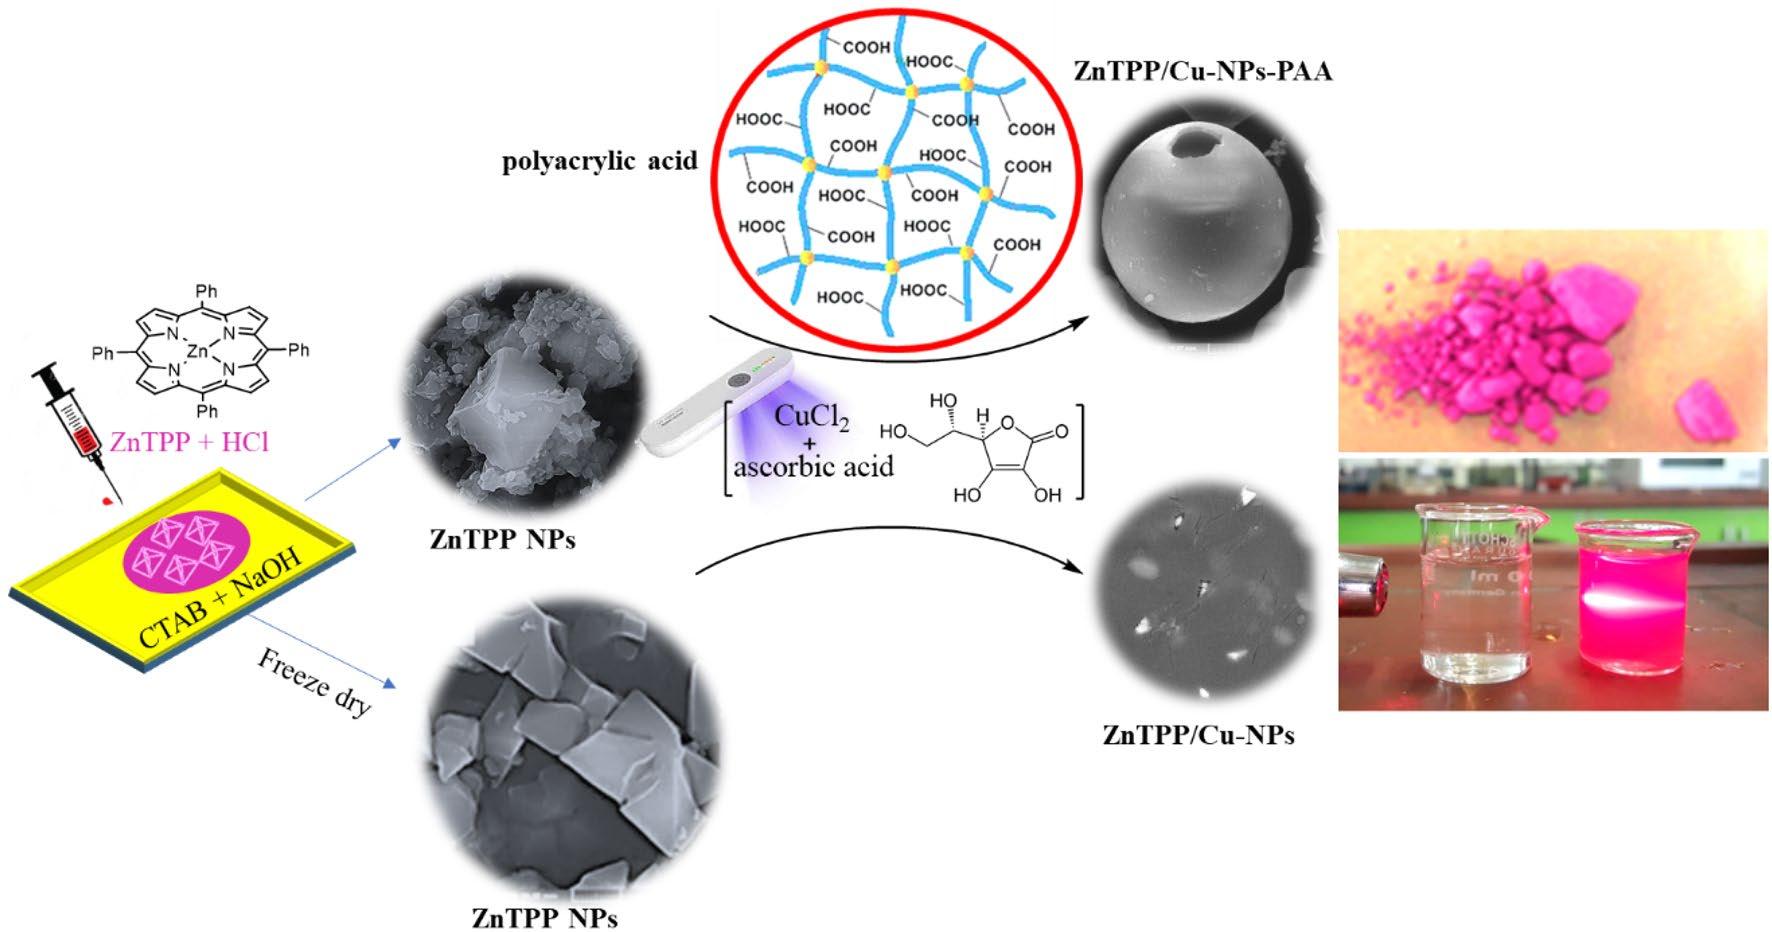 polyacrylic acid
COOH
HOOC
HOOC
HOOC
COOH
COOH
COOH
HOOC
COOH
COOH
HOOC
COOH
HOOC
HOOC
COOH
COOH
HOOC
HOOC
ZnTPP/Cu-NPs-PAA
Ph
N
N
Ph
Zn
Ph
N
N
Ph
ZnTPP + HCl
CTAB + NaOH
Freeze dry
ZnTPP NPs
CuCl2
+
ascorbic acid
HO
H
HO
O
O
HO
OH
ZnTPP NPs
ZnTPP/Cu-NPs
ml